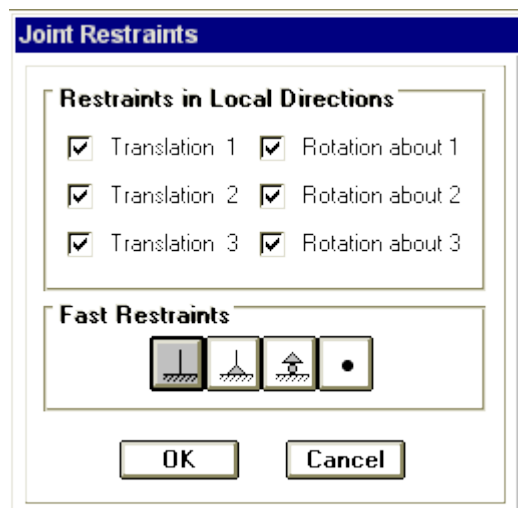 Joint Restraints
Restraints in Local Directions
Translation 1 Rotation about 1
Translation 2 Rotation about 2
Translation 3 Rotation about 3
Fast Restraints
OK Cancel